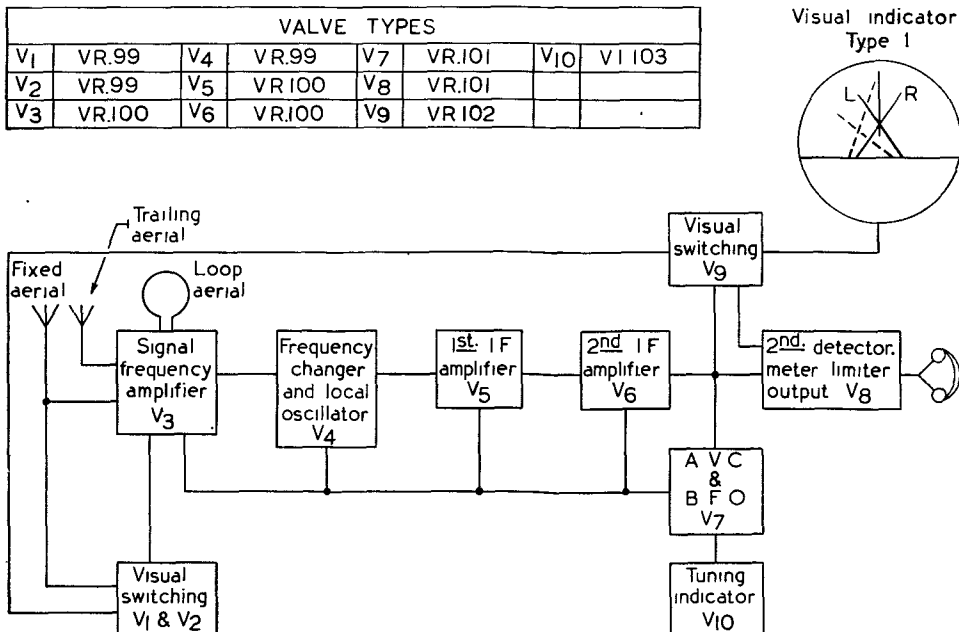 VALVE TYPES
V1 VR.99 V4 VR.99 V7 VR.101 V10 VI 103
V2 VR.99 V5 VR 100 V8 VR.101
V3 VR.100 V6 VR.100 V9 VR 102
Visual indicator
Type 1
L R
Trailing
aerial
Fixed
aerial
Loop
aerial
Visual
switching
V9
Signal
frequency
amplifier
V3
Frequency
changer
and local
oscillator
V4
1st. IF
amplifier
V5
2nd IF
amplifier
V6
2nd. detector.
meter limiter
output V8
A V C
&
B F O
V7
Visual
switching
V1 & V2
Tuning
indicator
V10